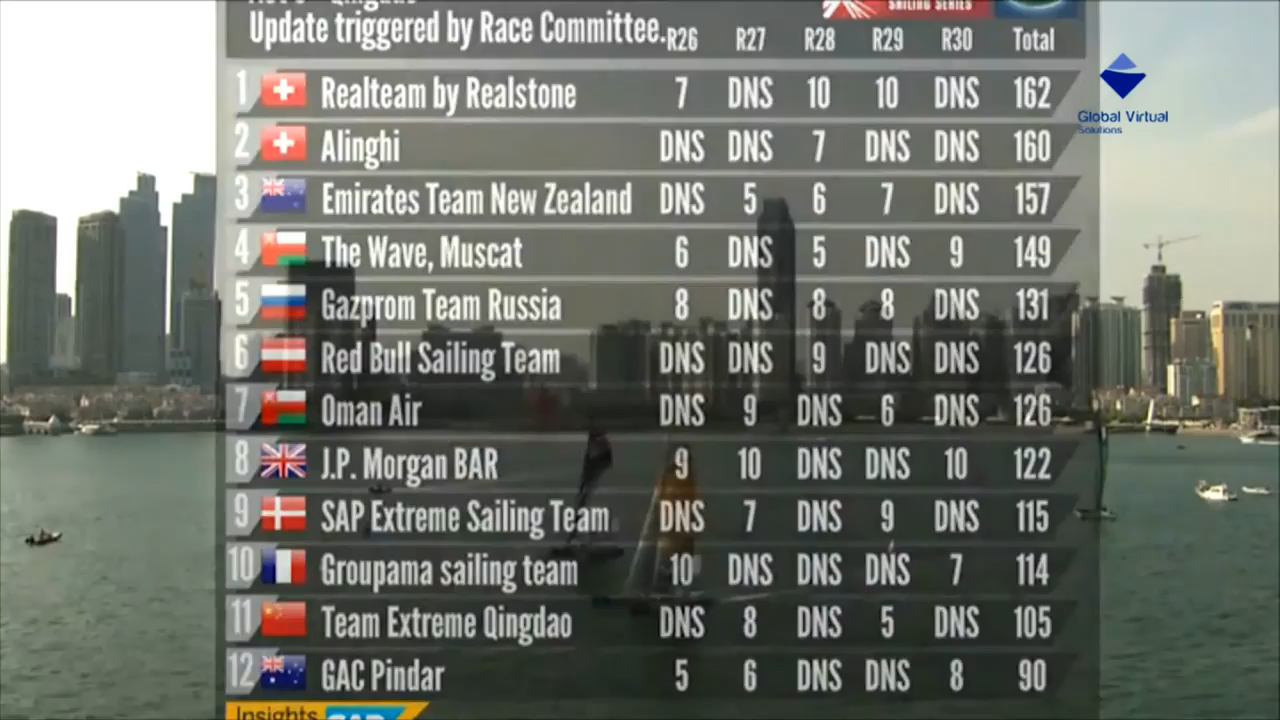 Update triggered by Race Committee.
SAILING SERIES
R26 R27 R28 R29 R30 Total
1 Realteam by Realstone 7 DNS 10 10 DNS 162
2 Alinghi DNS DNS 7 DNS DNS 160
3 Emirates Team New Zealand DNS 5 6 7 DNS 157
4 The Wave, Muscat 6 DNS 5 DNS 9 149
5 Gazprom Team Russia 8 DNS 8 8 DNS 131
6 Red Bull Sailing Team DNS DNS 9 DNS DNS 126
7 Oman Air DNS 9 DNS 6 DNS 126
8 J.P. Morgan BAR 9 10 DNS DNS 10 122
9 SAP Extreme Sailing Team DNS 7 DNS 9 DNS 115
10 Groupama sailing team 10 DNS DNS DNS 7 114
11 Team Extreme Qingdao DNS 8 DNS 5 DNS 105
12 GAC Pindar 5 6 DNS DNS 8 90
Insights SAP
Global Virtual
Solutions